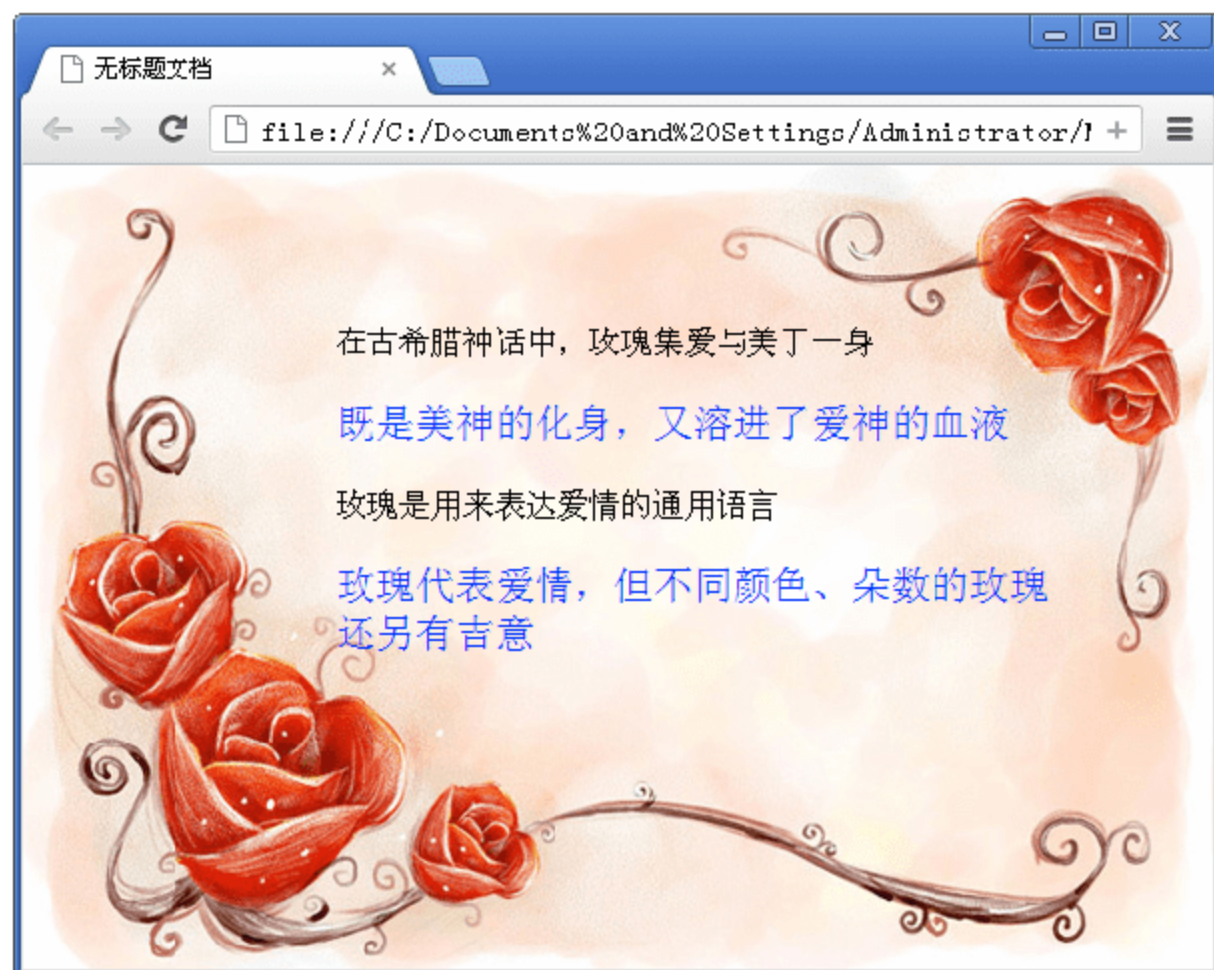 无标题文档
file:///C:/Documents%20and%20Settings/Administrator/
在古希腊神话中，玫瑰集爱与美丁一身
既是美神的化身，又溶进了爱神的血液
玫瑰是用来表达爱情的通用语言
玫瑰代表爱情，但不同颜色、朵数的玫瑰
还另有吉意